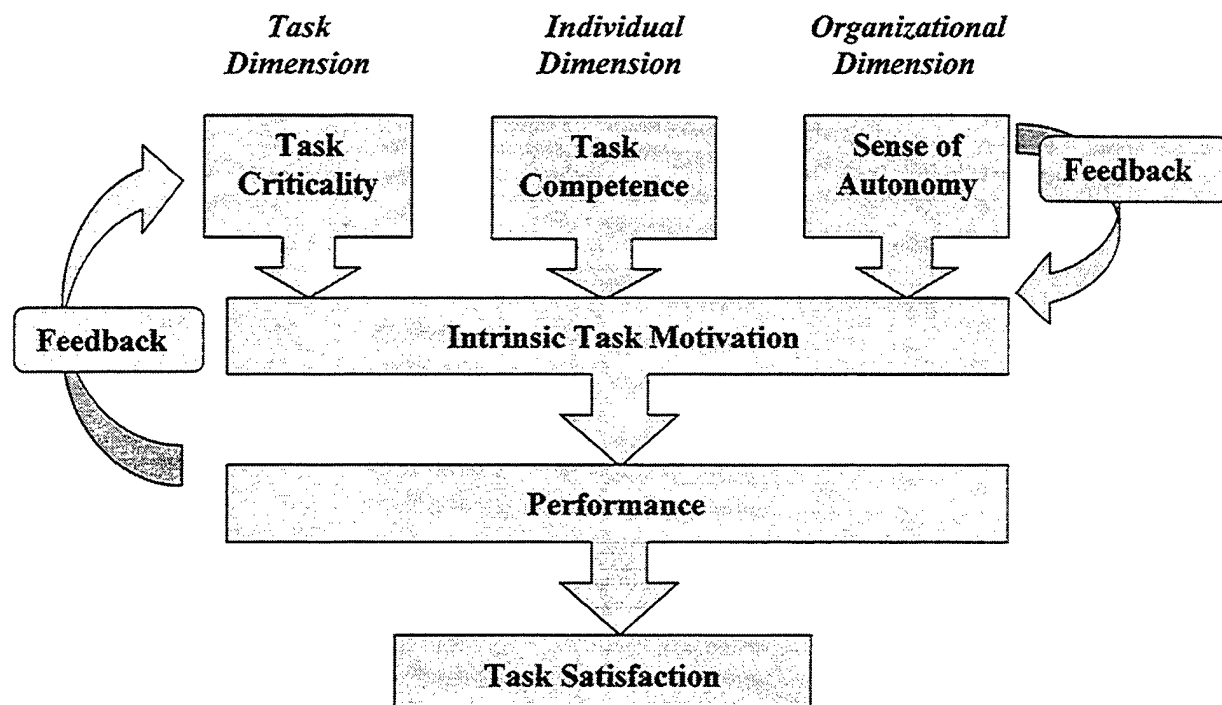 Task
Dimension
Individual
Dimension
Organizational
Dimension
Task
Criticality
Task
Competence
Sense of
Autonomy
Feedback
Feedback
Intrinsic Task Motivation
Performance
Task Satisfaction